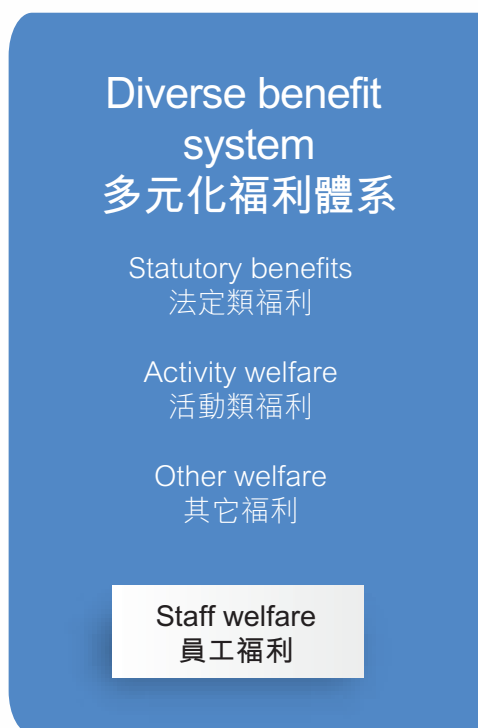 Diverse benefit
system
多元化福利體系
Statutory benefits
法定類福利
Activity welfare
活動類福利
Other welfare
其它福利
Staff welfare
員工福利